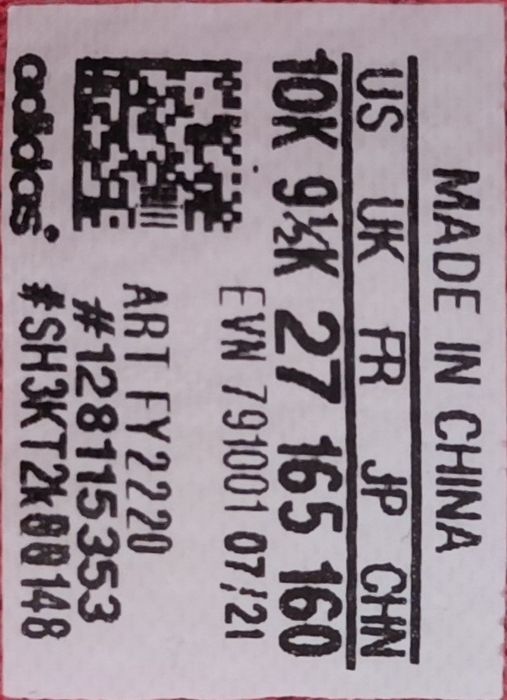 MADE IN CHINA
US UK FR JP CHN
10K 9½K 27 165 160
EVN 791001 07/21
ART FY2220
#128115353
adidas